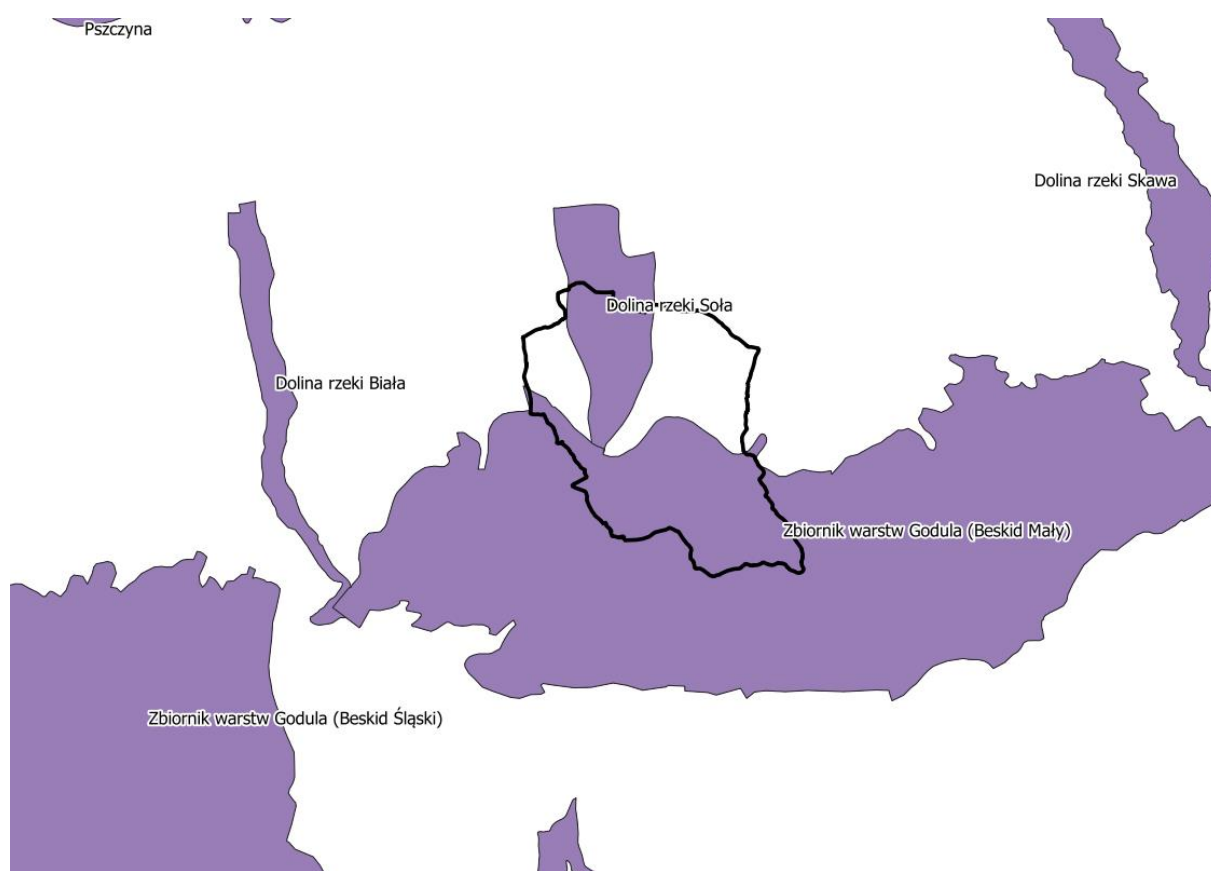 Pszczyna
Dolina rzeki Skawa
Dolina rzeki Soła
Dolina rzeki Biała
Zbiornik warstw Godula (Beskid Mały)
Zbiornik warstw Godula (Beskid Śląski)